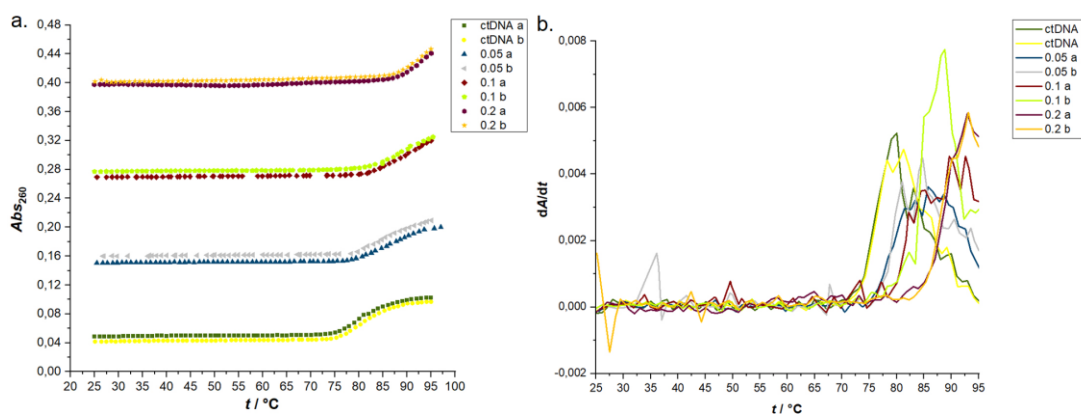 a.
0,48
0,44
0,40
0,36
0,32
0,28
0,24
0,20
0,16
0,12
0,08
0,04
0,00
Abs260
20 25 30 35 40 45 50 55 60 65 70 75 80 85 90 95 100
t / °C
ctDNA a
ctDNA b
0.05 a
0.05 b
0.1 a
0.1 b
0.2 a
0.2 b
b.
0,008
0,006
0,004
0,002
0,000
-0,002
dA/dt
25 30 35 40 45 50 55 60 65 70 75 80 85 90 95
t / °C
ctDNA
ctDNA
0.05 a
0.05 b
0.1 a
0.1 b
0.2 a
0.2 b